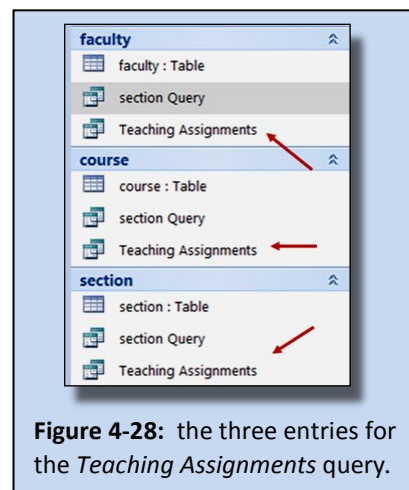 faculty
faculty : Table
section Query
Teaching Assignments
course
course : Table
section Query
Teaching Assignments
section
section : Table
section Query
Teaching Assignments
Figure 4-28: the three entries for
the Teaching Assignments query.